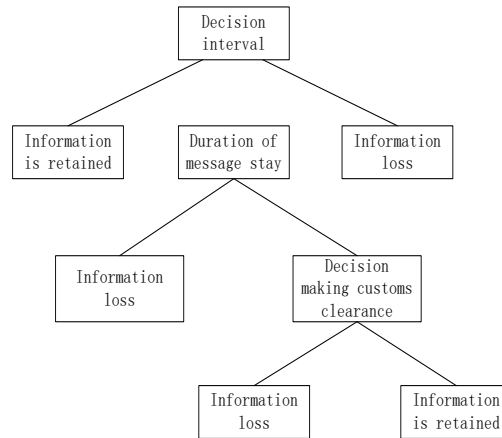 Decision
interval
Information
is retained
Duration of
message stay
Information
loss
Information
loss
Decision
making customs
clearance
Information
loss
Information
is retained